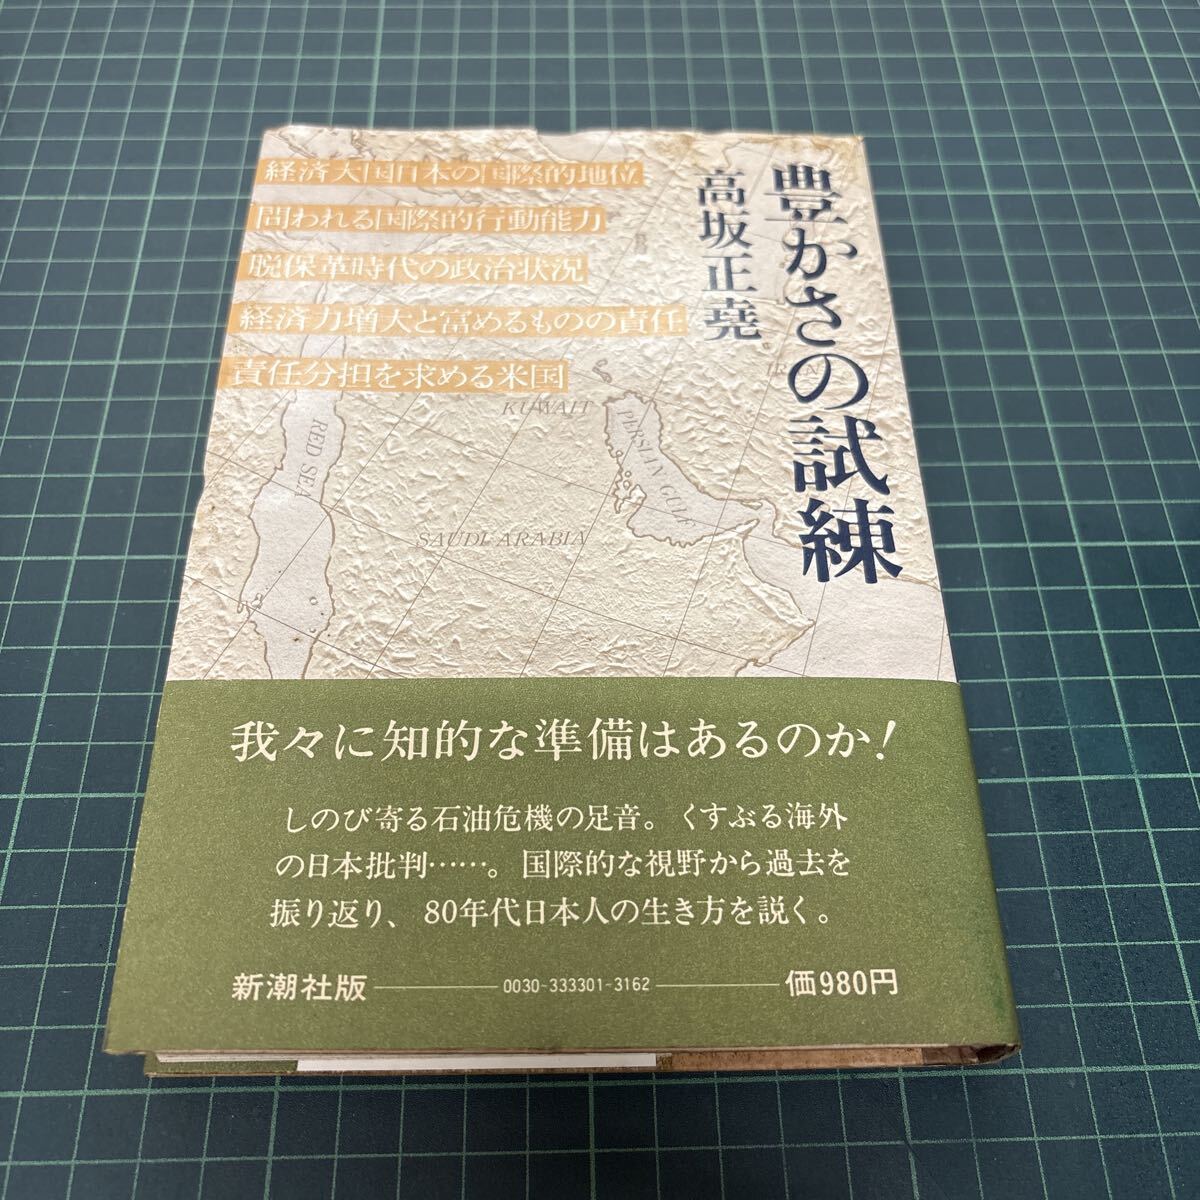 豊かさの試練
高坂正堯
経済大国日本の国際的地位
問われる国際的行動能力
脱保革時代の政治状況
経済力増大と富めるものの責任
責任分担を求める米国
KUWAIT
PERSIAN GULF
RED SEA
SAUDI ARABIA
我々に知的な準備はあるのか!
しのび寄る石油危機の足音。くすぶる海外
の日本批判……。国際的な視野から過去を
振り返り、80年代日本人の生き方を説く。
新潮社版
0030-333301-3162
価980円